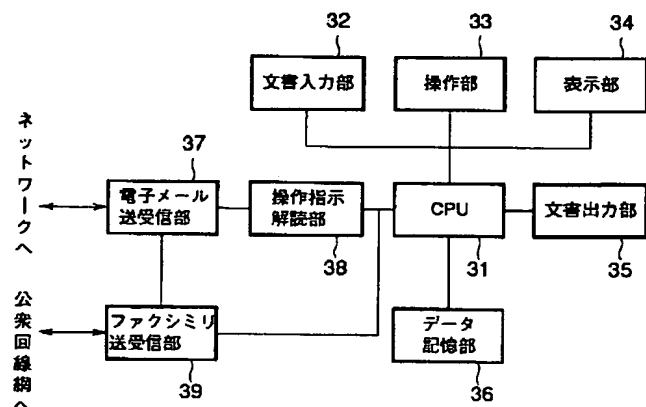 32
33
34
文書入力部
操作部
表示部
ネットワークへ
37
電子メール
送受信部
操作指示
解読部
38
CPU
31
文書出力部
35
公衆回線網へ
ファクシミリ
送受信部
39
データ
記憶部
36